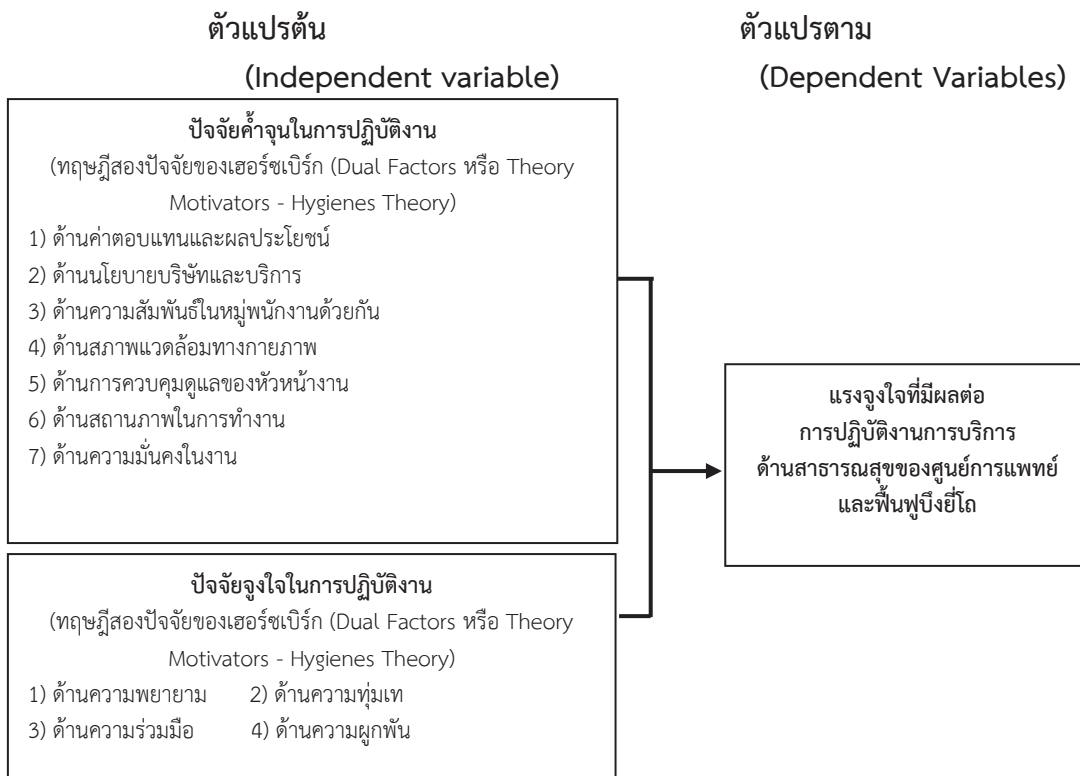 ตัวแปรต้น
(Independent variable)
ตัวแปรตาม
(Dependent Variables)
ปัจจัยค้ำจุนในการปฏิบัติงาน
(ทฤษฎีสองปัจจัยของเฮอร์ซเบิร์ก (Dual Factors หรือ Theory
Motivators - Hygienes Theory)
1) ด้านค่าตอบแทนและผลประโยชน์
2) ด้านนโยบายบริษัทและบริการ
3) ด้านความสัมพันธ์ในหมู่พนักงานด้วยกัน
4) ด้านสภาพแวดล้อมทางกายภาพ
5) ด้านการควบคุมดูแลของหัวหน้างาน
6) ด้านสถานภาพในการทำงาน
7) ด้านความมั่นคงในงาน
ปัจจัยจูงใจในการปฏิบัติงาน
(ทฤษฎีสองปัจจัยของเฮอร์ซเบิร์ก (Dual Factors หรือ Theory
Motivators - Hygienes Theory)
1) ด้านความพยายาม 2) ด้านความทุ่มเท
3) ด้านความร่วมมือ 4) ด้านความผูกพัน
แรงจูงใจที่มีผลต่อ
การปฏิบัติงานการบริการ
ด้านสาธารณสุขของศูนย์การแพทย์
และฟื้นฟูบึงยี่โถ